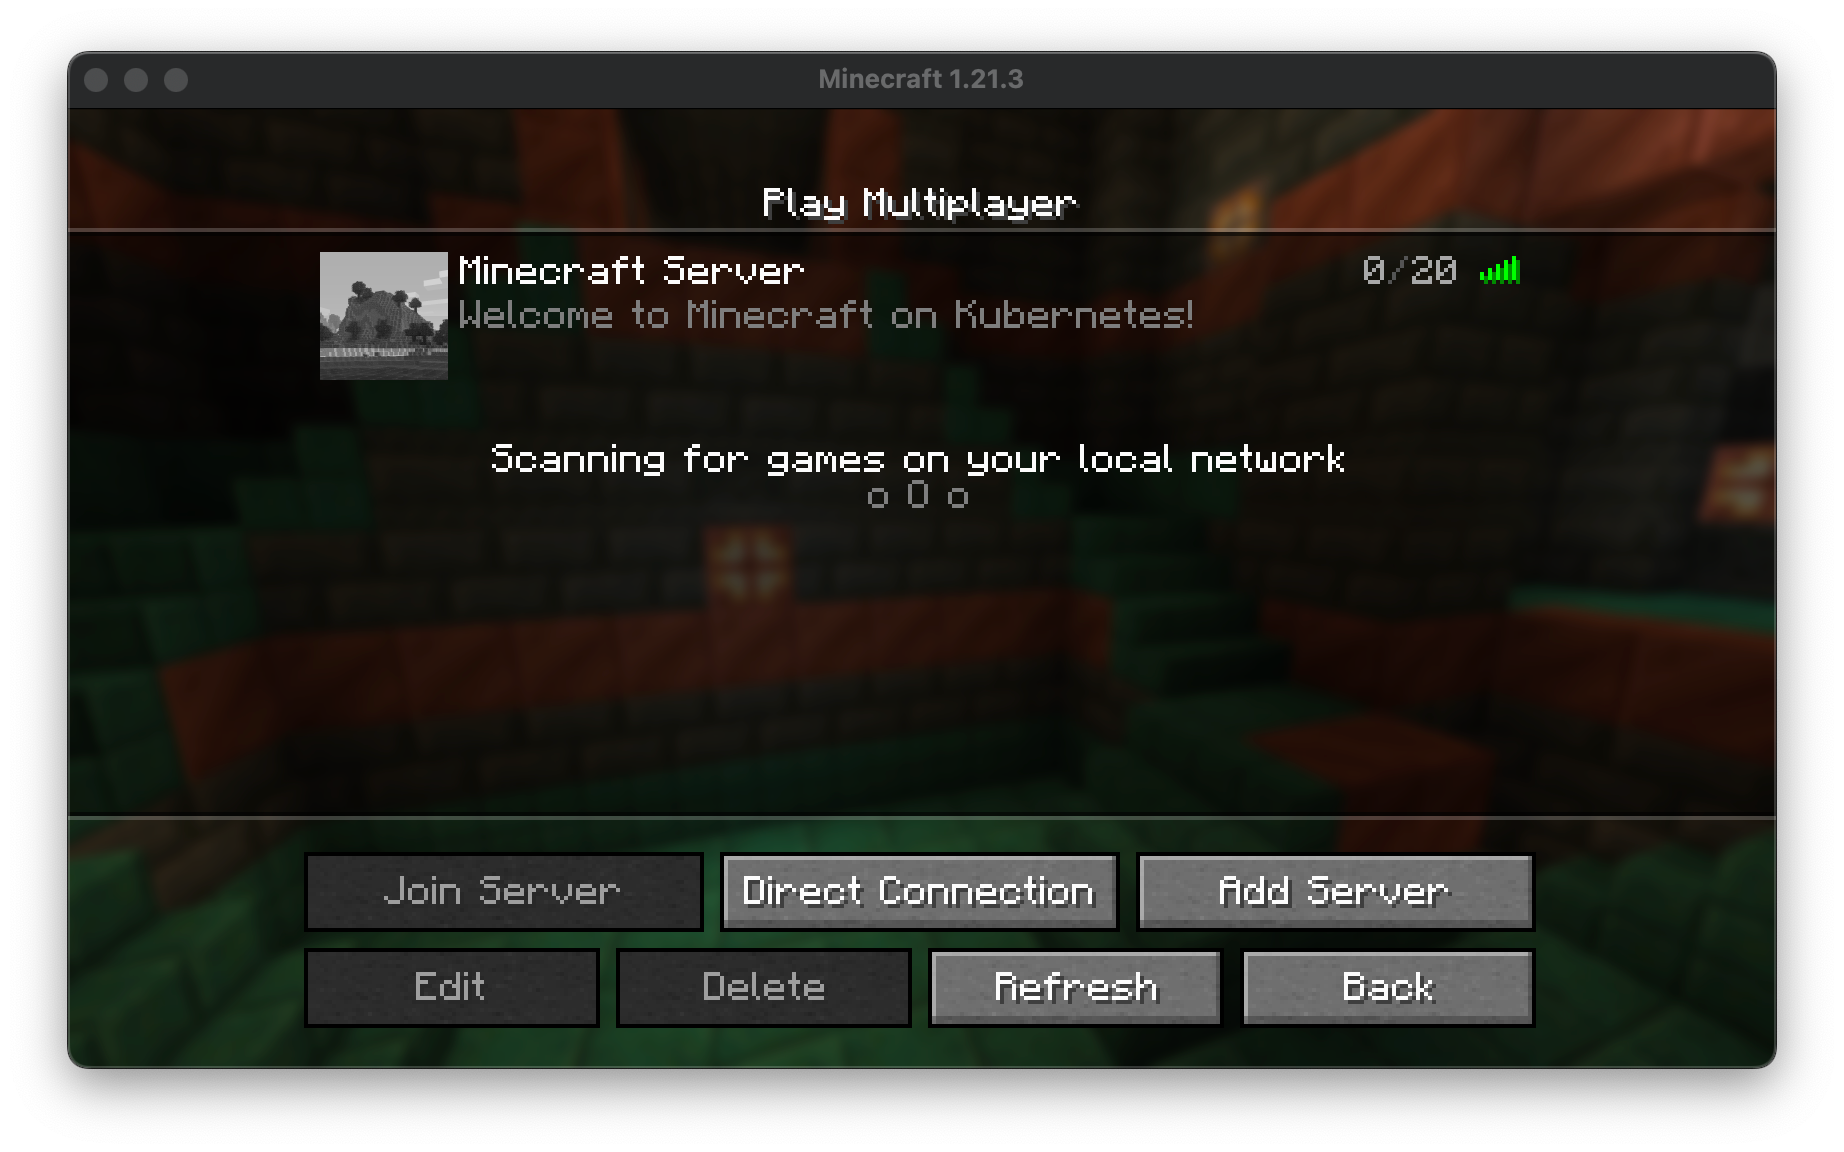 Minecraft 1.21.3
Play Multiplayer
Minecraft Server 0/20
Welcome to Minecraft on Kubernetes!
Scanning for games on your local network
o O o
Join Server Direct Connection Add Server
Edit Delete Refresh Back